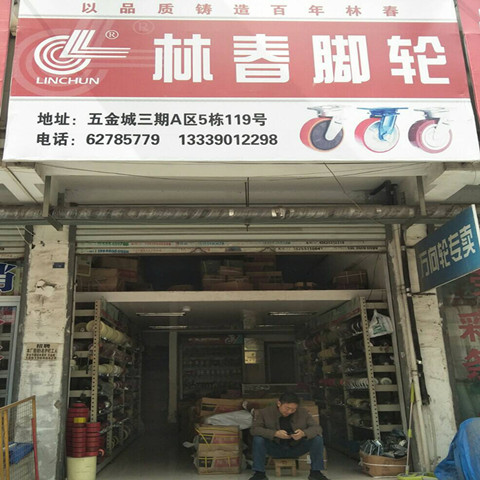 以品质铸造百年林春
®
LINCHUN
林春脚轮
地址：五金城三期A区5栋119号
电话：62785779 13339012298
万向轮专卖
招聘